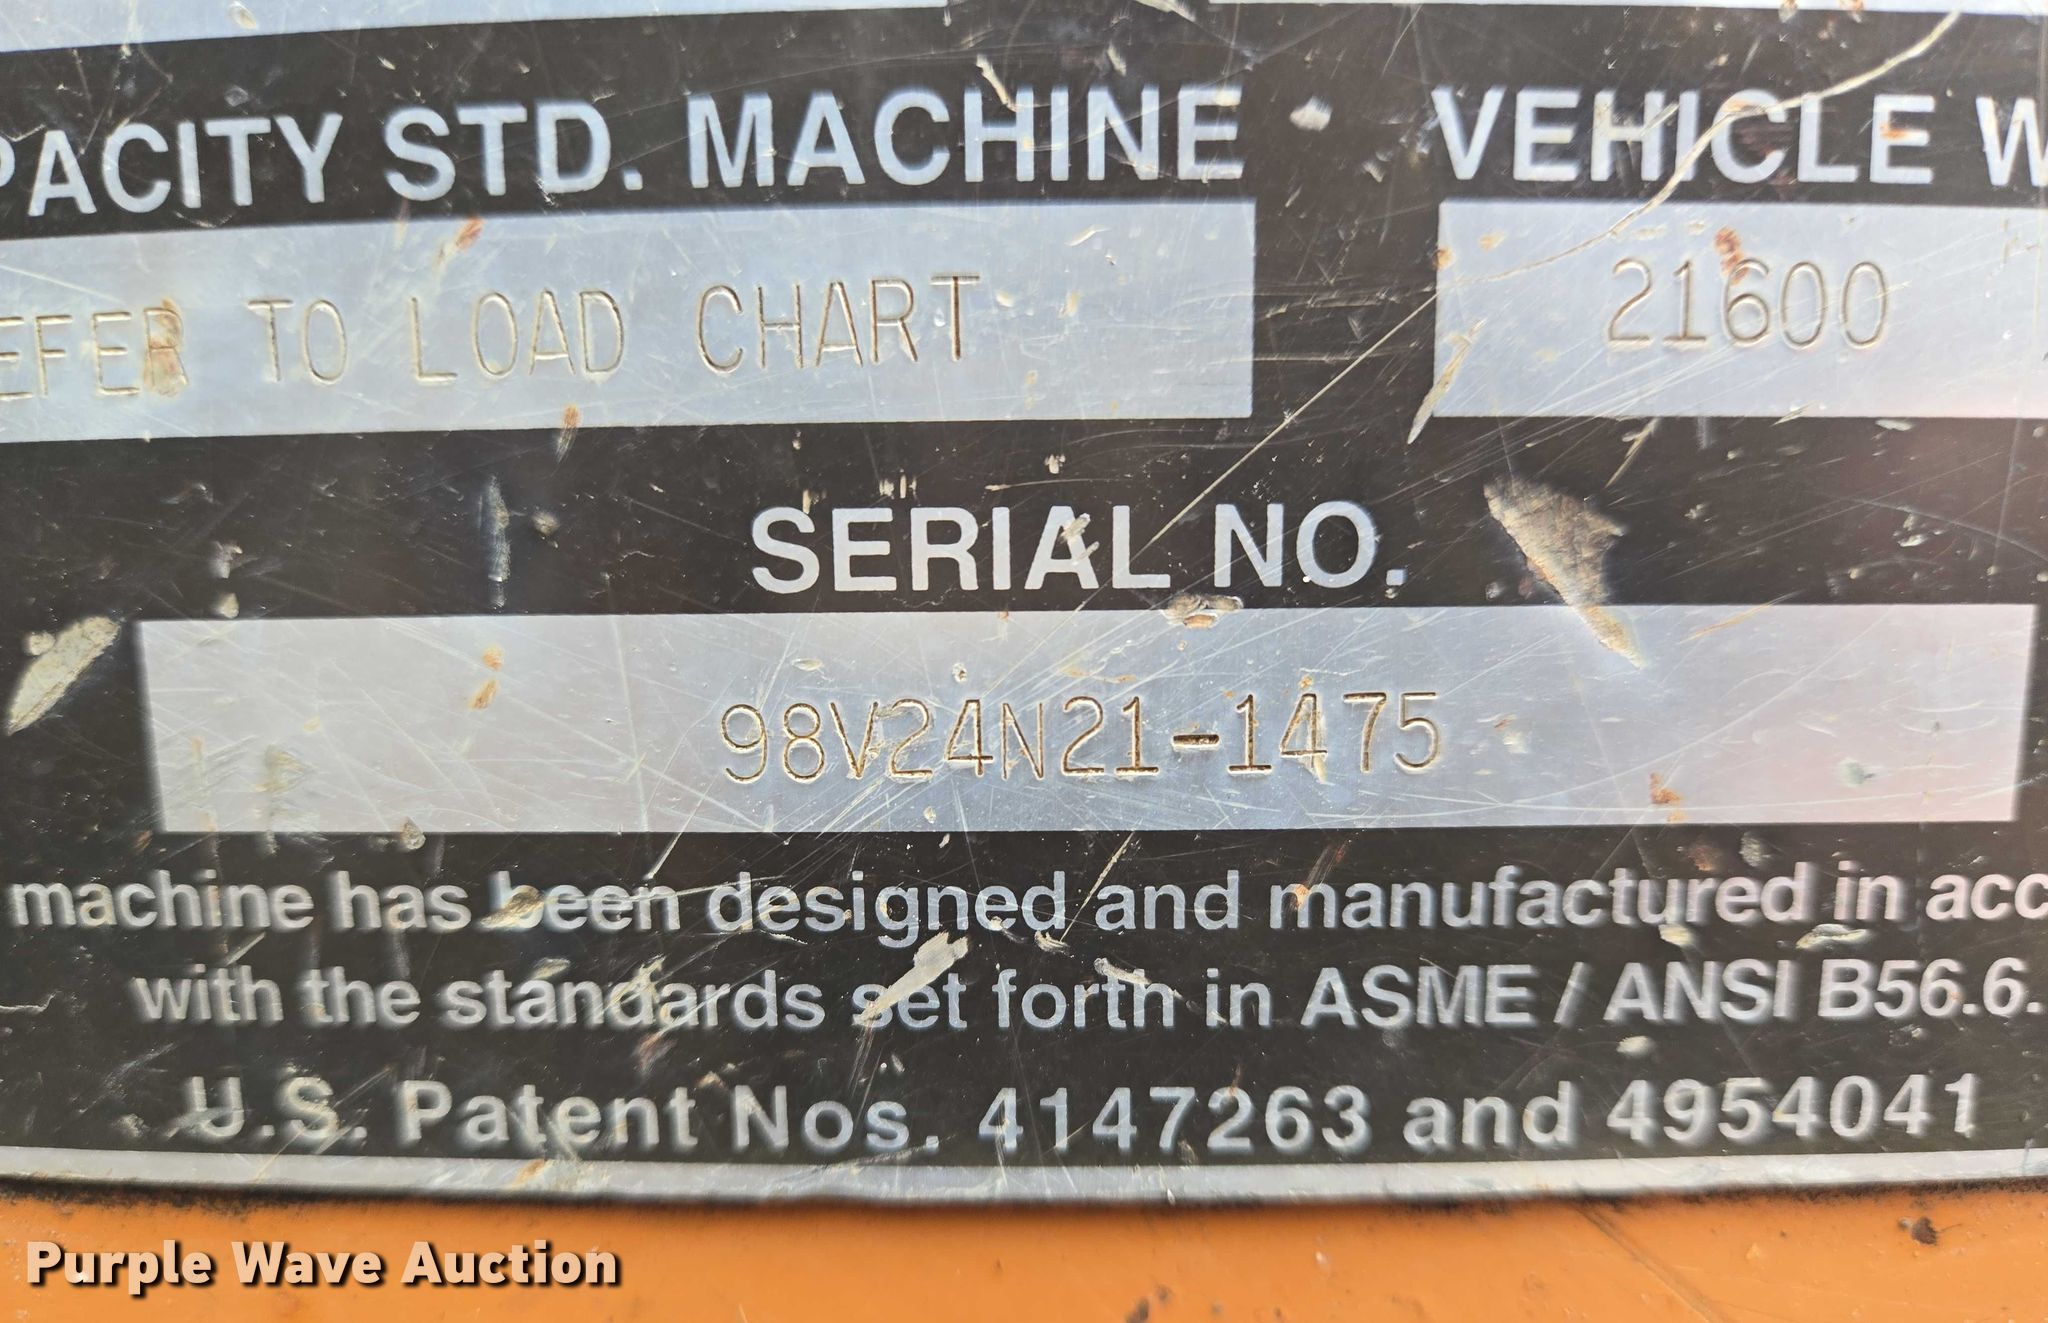 PACITY STD. MACHINE VEHICLE W
EFER TO LOAD CHART 21600
SERIAL NO.
98V24N21-1475
machine has been designed and manufactured in acc
with the standards set forth in ASME / ANSI B56.6.
U.S. Patent Nos. 4147263 and 4954041
Purple Wave Auction